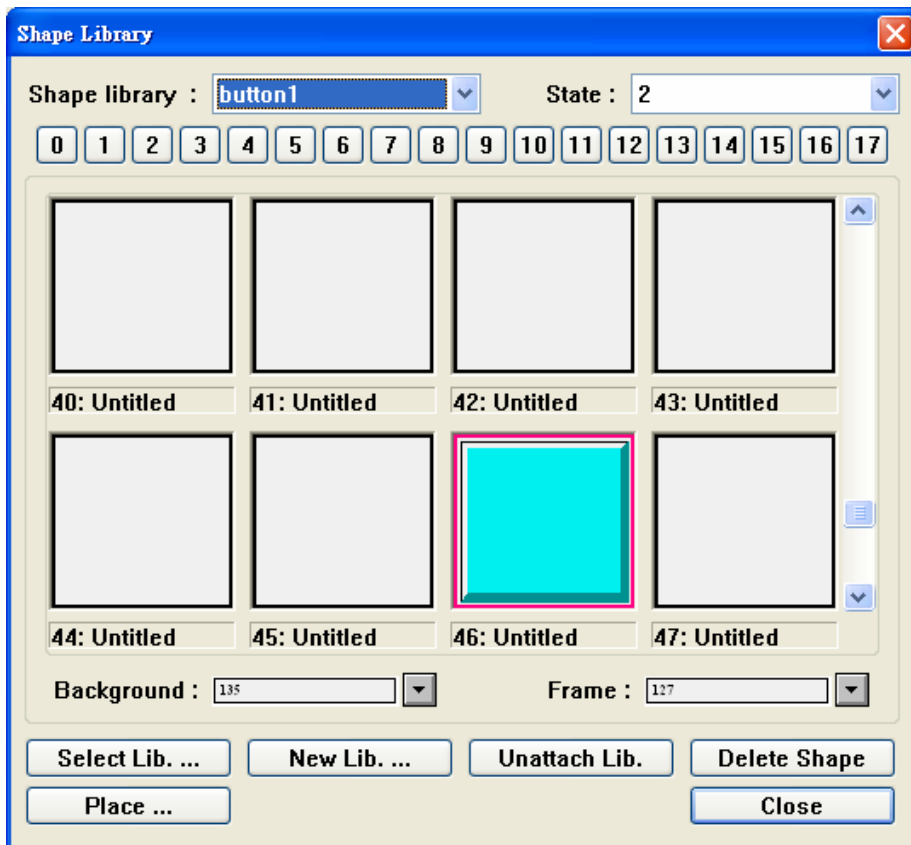 Shape Library
Shape library : button1 State : 2
0 1 2 3 4 5 6 7 8 9 10 11 12 13 14 15 16 17
40: Untitled 41: Untitled 42: Untitled 43: Untitled
44: Untitled 45: Untitled 46: Untitled 47: Untitled
Background : 135 Frame : 127
Select Lib. ... New Lib. ... Unattach Lib. Delete Shape
Place ... Close